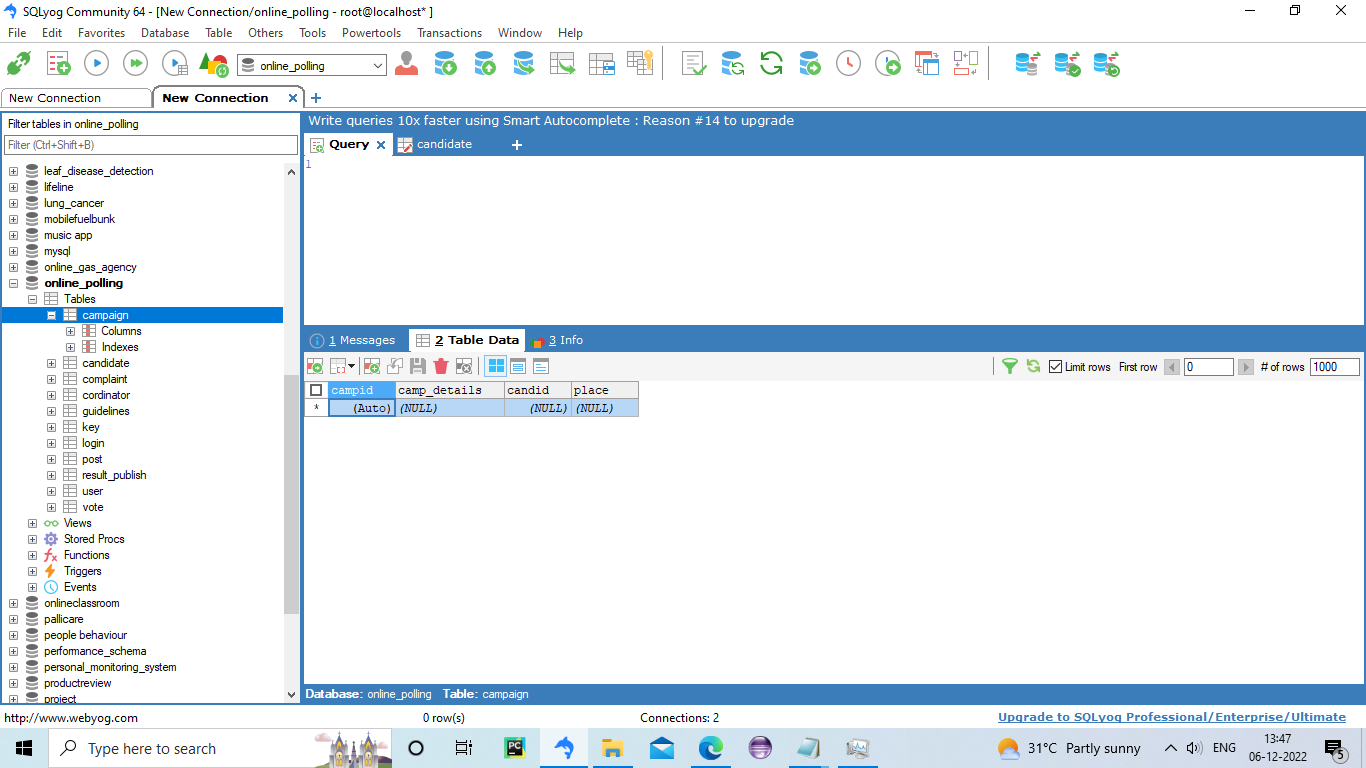 SQLyog Community 64 - [New Connection/online_polling - root@localhost* ]
File Edit Favorites Database Table Others Tools Powertools Transactions Window Help
online_polling
New Connection New Connection
Filter tables in online_polling
Filter (Ctrl+Shift+B)
leaf_disease_detection
lifeline
lung_cancer
mobilefuelbunk
music app
mysql
online_gas_agency
online_polling
Tables
campaign
Columns
Indexes
candidate
complaint
cordinator
guidelines
key
login
post
result_publish
user
vote
Views
Stored Procs
Functions
Triggers
Events
onlineclassroom
pallicare
people behaviour
performance_schema
personal_monitoring_system
productreview
project
Write queries 10x faster using Smart Autocomplete : Reason #14 to upgrade
Query candidate
1
1 Messages 2 Table Data 3 Info
Limit rows First row 0 # of rows 1000
campid camp_details candid place
* (Auto) (NULL) (NULL) (NULL)
Database: online_polling Table: campaign
http://www.webyog.com 0 row(s) Connections: 2 Upgrade to SQLyog Professional/Enterprise/Ultimate
Type here to search PC 31°C Partly sunny ENG 13:47
06-12-2022 5